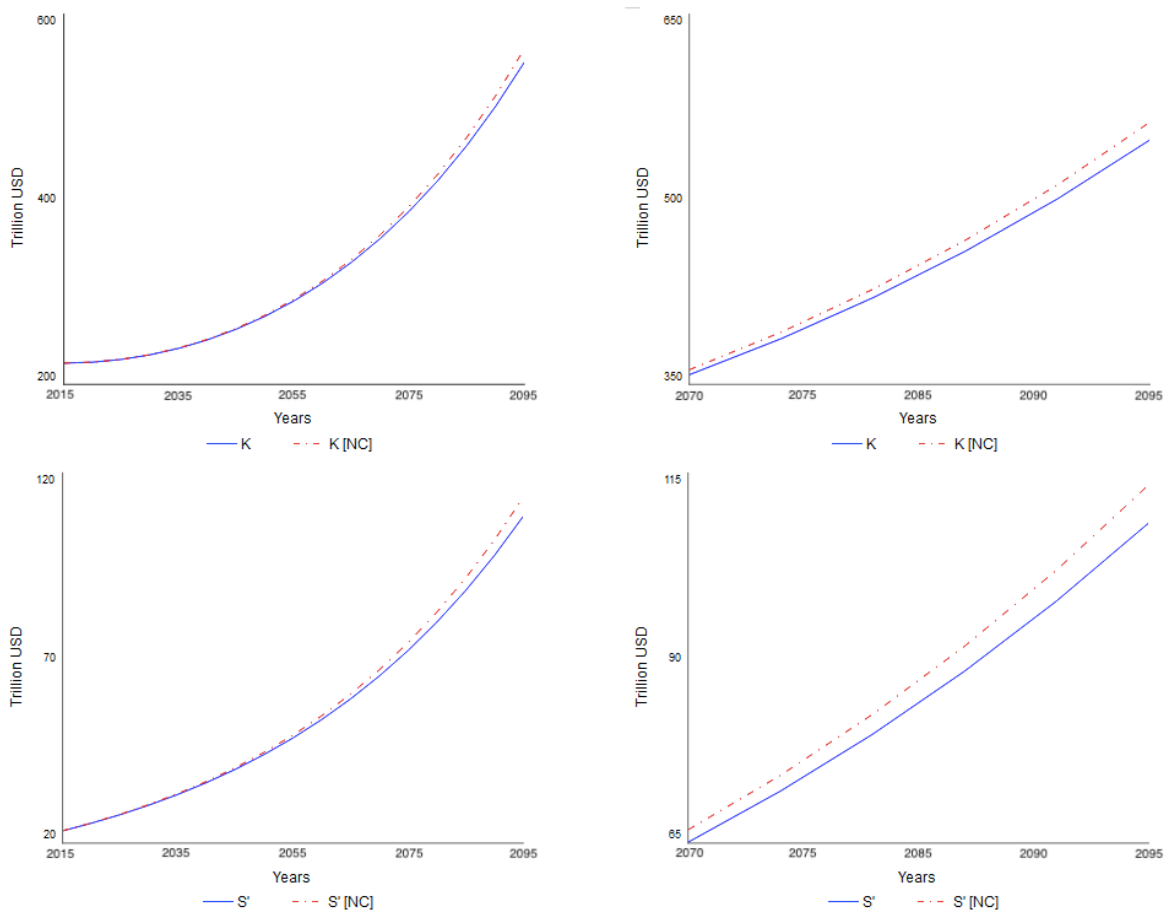 600
400
200
Trillion USD
2015 2035 2055 2075 2095
Years
K K [NC]
650
500
350
Trillion USD
2070 2075 2085 2090 2095
Years
K K [NC]
120
70
20
Trillion USD
2015 2035 2055 2075 2095
Years
S' S' [NC]
115
90
65
Trillion USD
2070 2075 2085 2090 2095
Years
S' S' [NC]